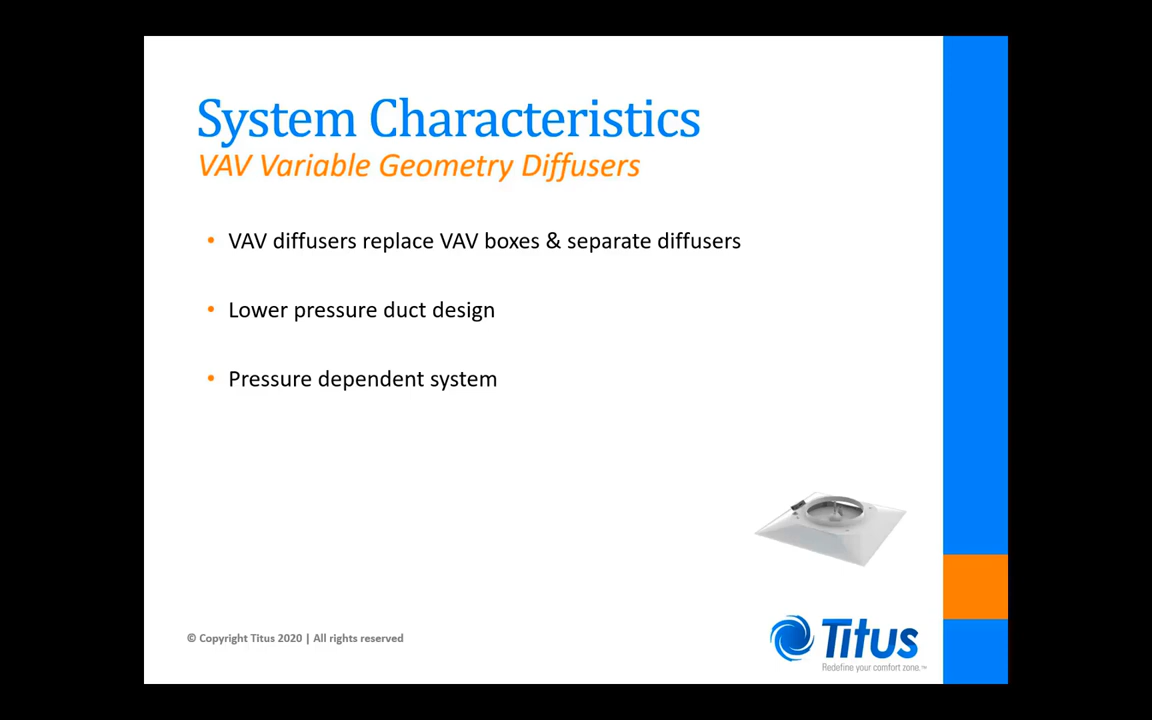 System Characteristics
VAV Variable Geometry Diffusers
• VAV diffusers replace VAV boxes & separate diffusers
• Lower pressure duct design
• Pressure dependent system
© Copyright Titus 2020 | All rights reserved
Titus
Redefine your comfort zone.™